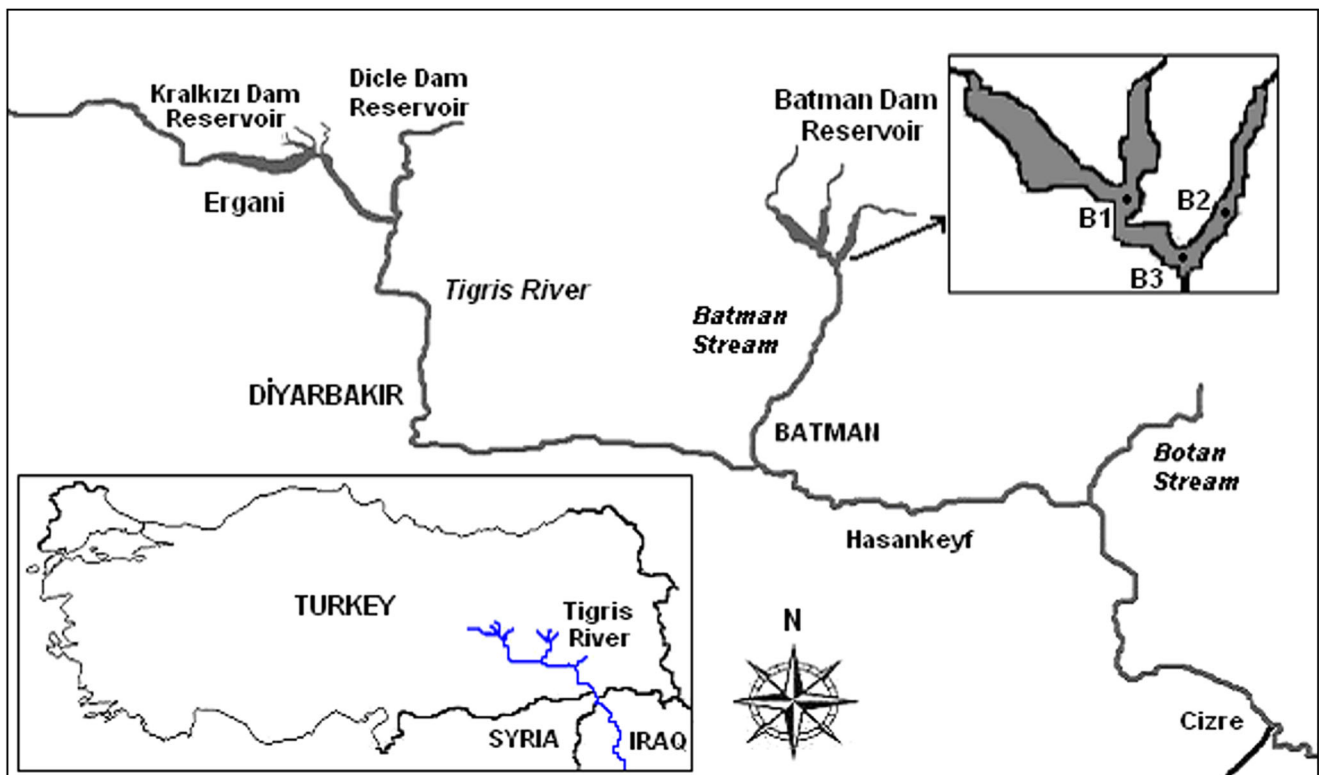 Kralkızı Dam
Reservoir
Dicle Dam
Reservoir
Batman Dam
Reservoir
B1
B2
B3
Ergani
Tigris River
Batman
Stream
DİYARBAKIR
BATMAN
Botan
Stream
Hasankeyf
TURKEY
Tigris
River
SYRIA
IRAQ
N
Cizre